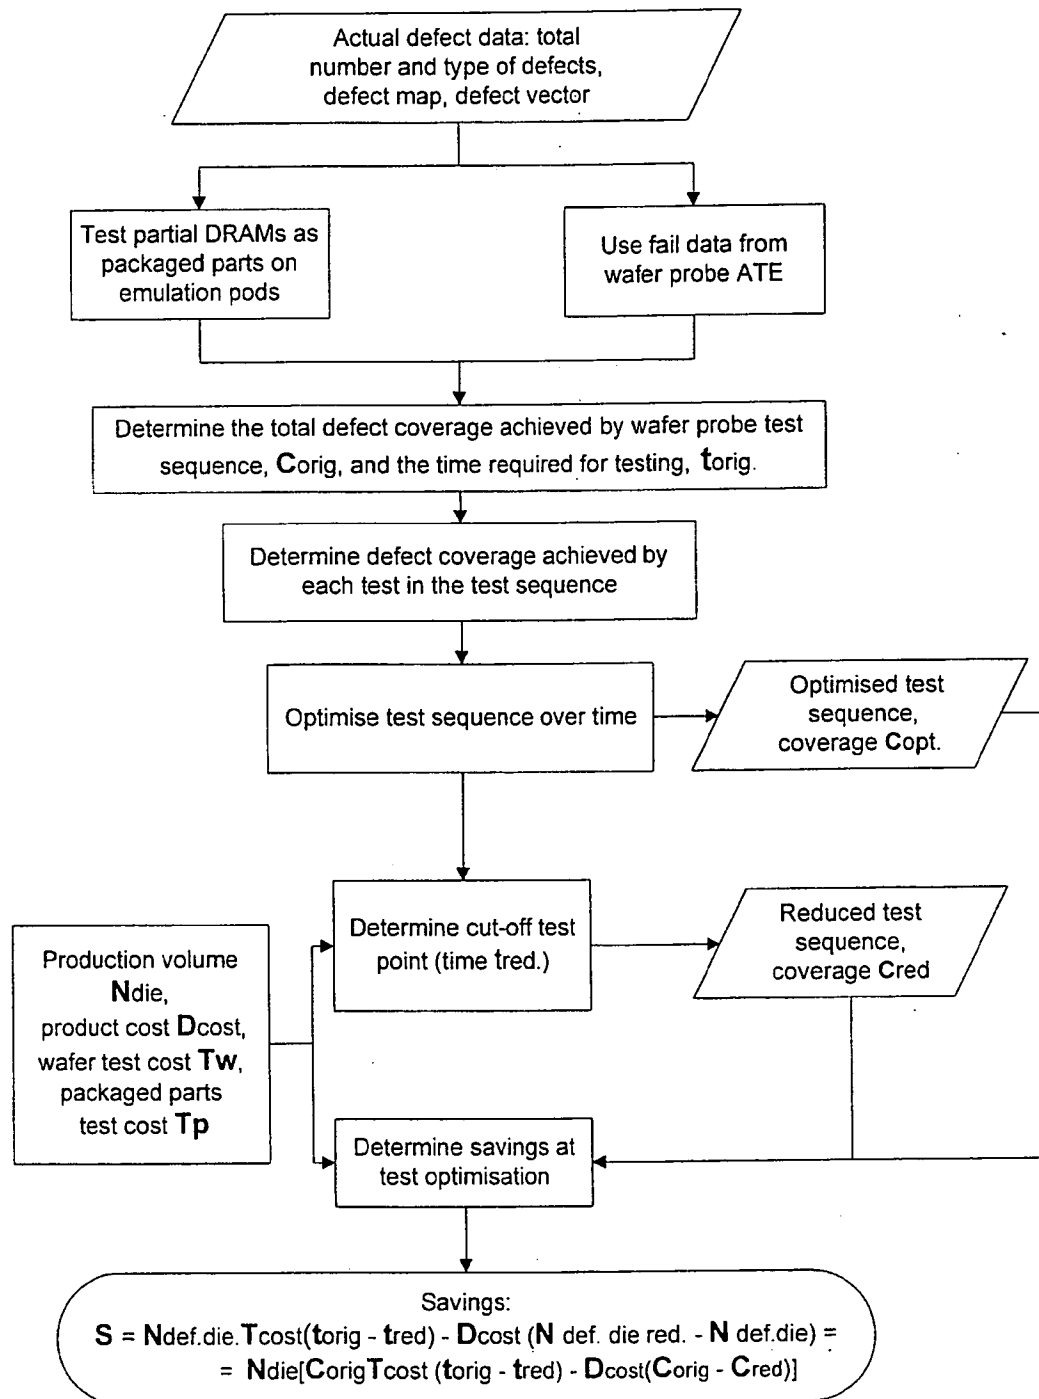 Actual defect data: total
number and type of defects,
defect map, defect vector
Test partial DRAMs as
packaged parts on
emulation pods
Use fail data from
wafer probe ATE
Determine the total defect coverage achieved by wafer probe test
sequence, Corig, and the time required for testing, torig.
Determine defect coverage achieved by
each test in the test sequence
Optimise test sequence over time
Optimised test
sequence,
coverage Copt.
Determine cut-off test
point (time tred.)
Reduced test
sequence,
coverage Cred
Production volume
Ndie,
product cost Dcost,
wafer test cost Tw,
packaged parts
test cost Tp
Determine savings at
test optimisation
Savings:
S = Ndef.die.Tcost(torig - tred) - Dcost (N def. die red. - N def.die) =
= Ndie[CorigTcost (torig - tred) - Dcost(Corig - Cred)]